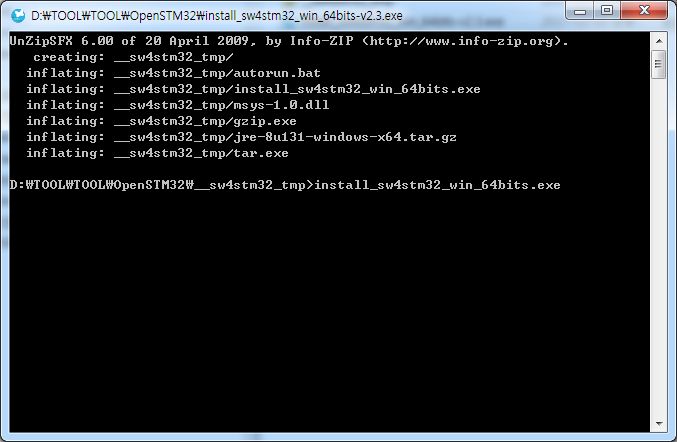 D:₩TOOL₩TOOL₩OpenSTM32₩install_sw4stm32_win_64bits-v2.3.exe
UnZipSFX 6.00 of 20 April 2009, by Info-ZIP (http://www.info-zip.org).
creating: __sw4stm32_tmp/
inflating: __sw4stm32_tmp/autorun.bat
inflating: __sw4stm32_tmp/install_sw4stm32_win_64bits.exe
inflating: __sw4stm32_tmp/msys-1.0.dll
inflating: __sw4stm32_tmp/gzip.exe
inflating: __sw4stm32_tmp/jre-8u131-windows-x64.tar.gz
inflating: __sw4stm32_tmp/tar.exe
D:₩TOOL₩TOOL₩OpenSTM32₩__sw4stm32_tmp>install_sw4stm32_win_64bits.exe